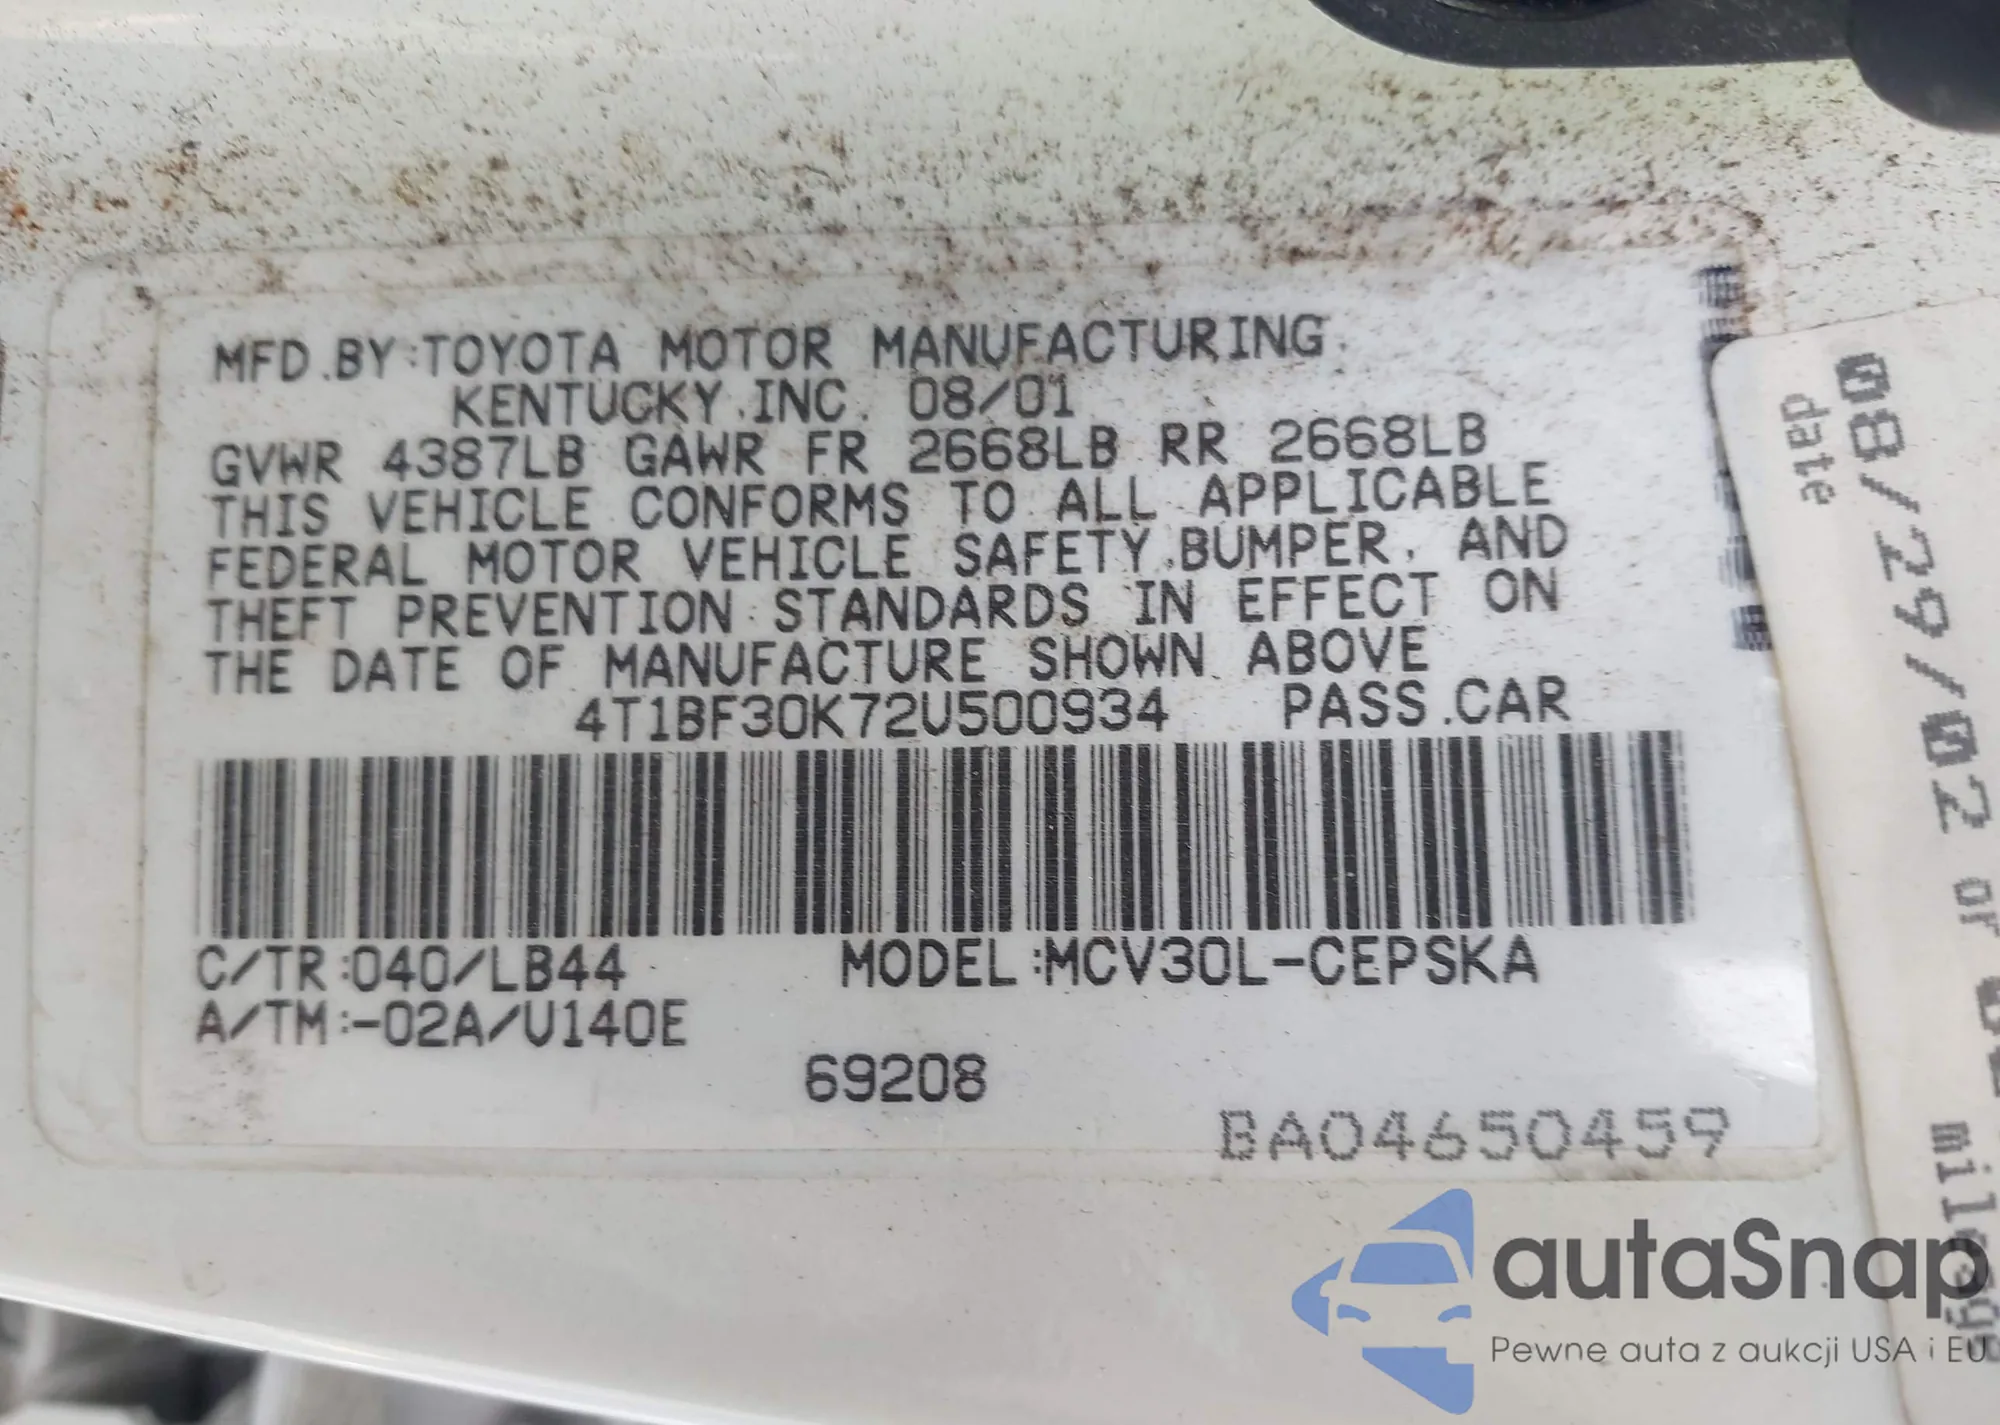 MFD.BY:TOYOTA MOTOR MANUFACTURING
KENTUCKY,INC. 08/01
GVWR 4387LB GAWR FR 2668LB RR 2668LB
THIS VEHICLE CONFORMS TO ALL APPLICABLE
FEDERAL MOTOR VEHICLE SAFETY,BUMPER, AND
THEFT PREVENTION STANDARDS IN EFFECT ON
THE DATE OF MANUFACTURE SHOWN ABOVE
4T1BF30K72U500934 PASS.CAR
C/TR:040/LB44 MODEL:MCV30L-CEPSKA
A/TM:-02A/U140E
69208
BA04650459
08/29/02 or
date mileage
autaSnap
Pewne auta z aukcji USA i EU